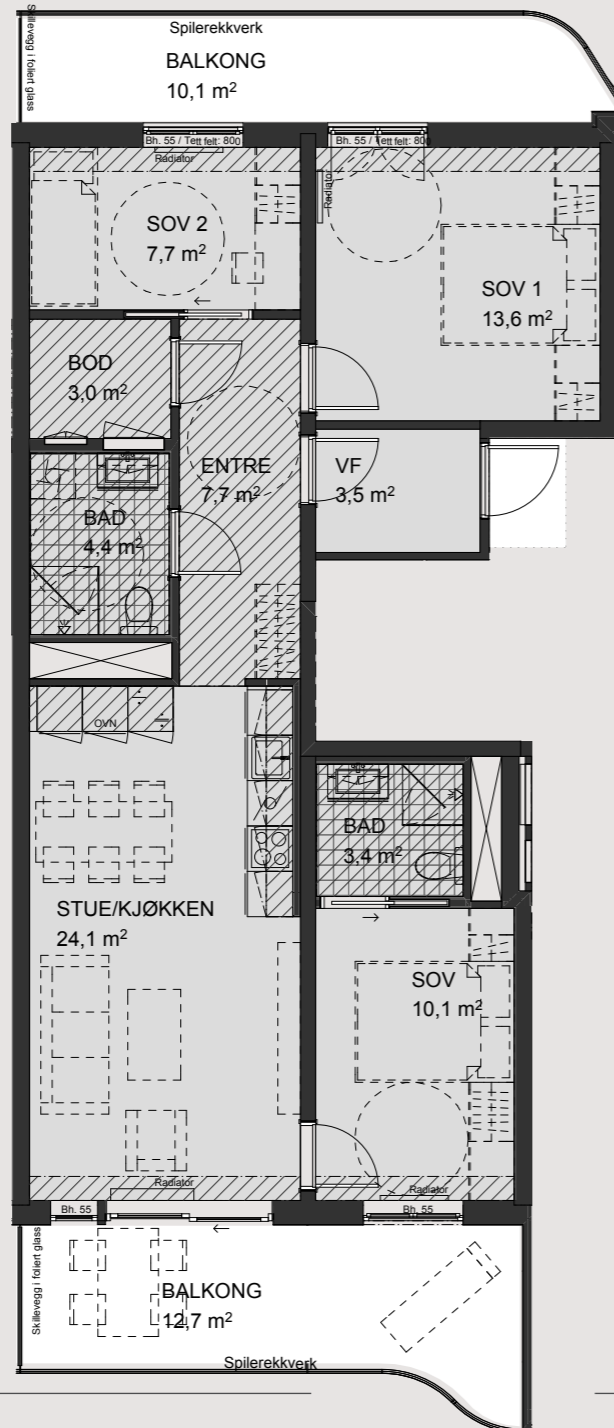 Spilerekkverk
Skillevegg i foliert glass
BALKONG
10,1 m²
Bh. 55 / Tett felt: 800
Bh. 55 / Tett felt: 800
Radiator
Radiator
SOV 2
7,7 m²
SOV 1
13,6 m²
BOD
3,0 m²
ENTRE
7,7 m²
VF
3,5 m²
BAD
4,4 m²
OVN
BAD
3,4 m²
STUE/KJØKKEN
24,1 m²
SOV
10,1 m²
Radiator
Radiator
Bh. 55
Bh. 55
Skillevegg i foliert glass
BALKONG
12,7 m²
Spilerekkverk